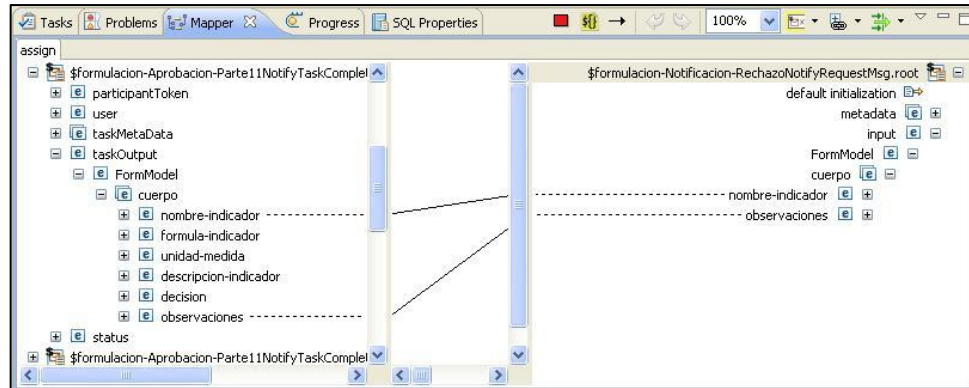 Tasks Problems Mapper Progress SQL Properties 100%
assign
$formulacion-Aprobacion-Parte11NotifyTaskComplet
participantToken
user
taskMetaData
taskOutput
FormModel
cuerpo
nombre-indicador
formula-indicador
unidad-medida
descripcion-indicador
decision
observaciones
status
$formulacion-Aprobacion-Parte11NotifyTaskComplet
$formulacion-Notificacion-RechazoNotifyRequestMsg.root
default initialization
metadata
input
FormModel
cuerpo
nombre-indicador
observaciones